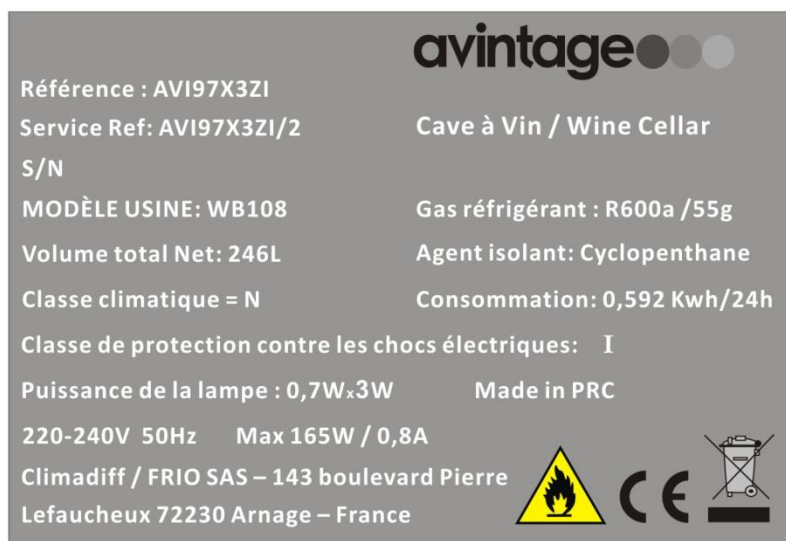 avintage
Référence : AVI97X3ZI
Service Ref: AVI97X3ZI/2
Cave à Vin / Wine Cellar
S/N
MODÈLE USINE: WB108
Gas réfrigérant : R600a /55g
Volume total Net: 246L
Agent isolant: Cyclopenthane
Classe climatique = N
Consommation: 0,592 Kwh/24h
Classe de protection contre les chocs électriques: I
Puissance de la lampe : 0,7Wx3W
Made in PRC
220-240V 50Hz Max 165W / 0,8A
Climadiff / FRIO SAS – 143 boulevard Pierre
Lefaucheux 72230 Arnage – France
CE